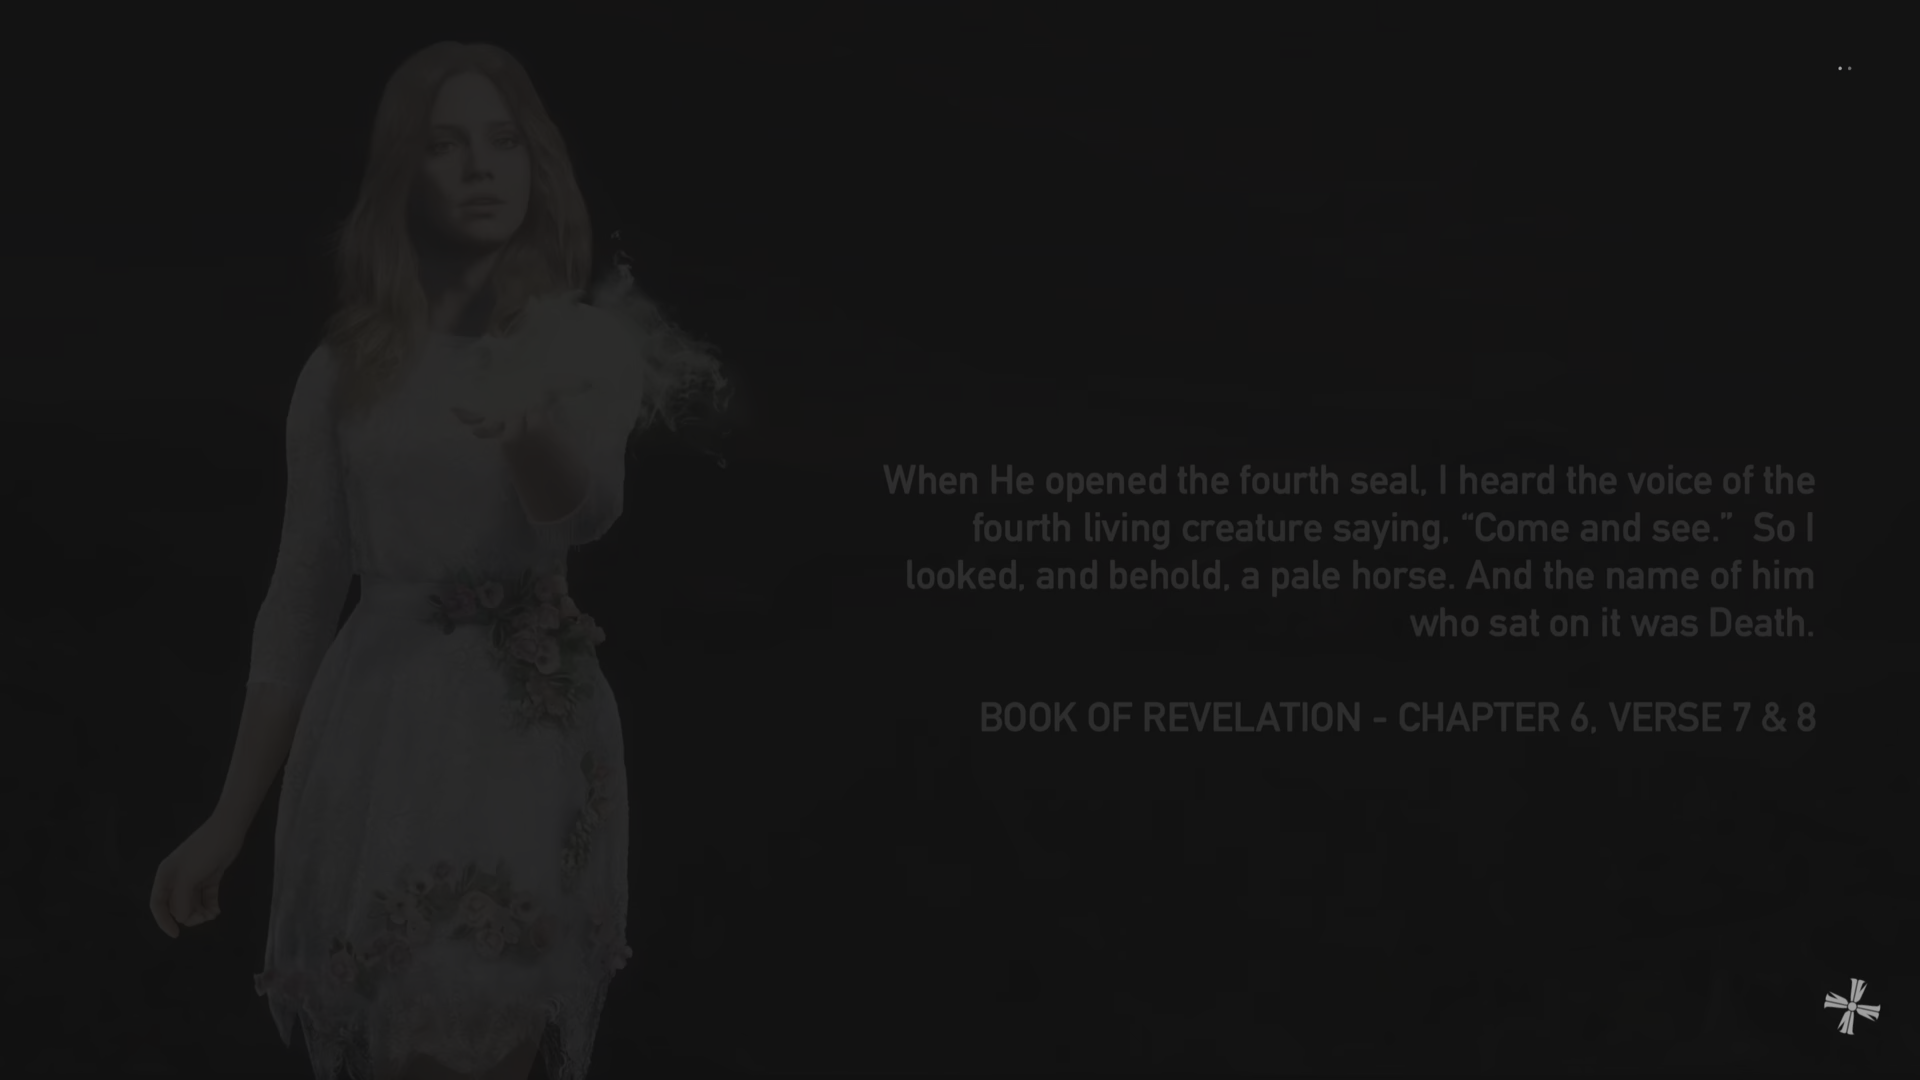 When He opened the fourth seal, I heard the voice of the
fourth living creature saying, “Come and see.”  So I
looked, and behold, a pale horse. And the name of him
who sat on it was Death.
BOOK OF REVELATION - CHAPTER 6, VERSE 7 & 8